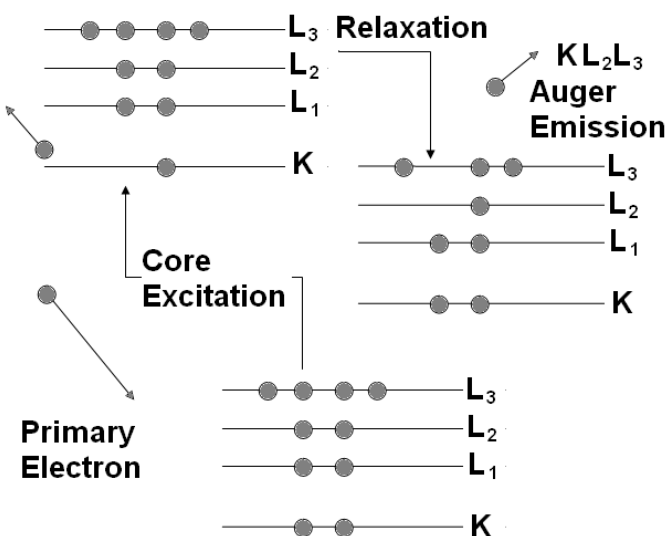 L₃ Relaxation
L₂
L₁
K
KL₂L₃
Auger
Emission
L₃
L₂
L₁
K
Core
Excitation
Primary
Electron
L₃
L₂
L₁
K